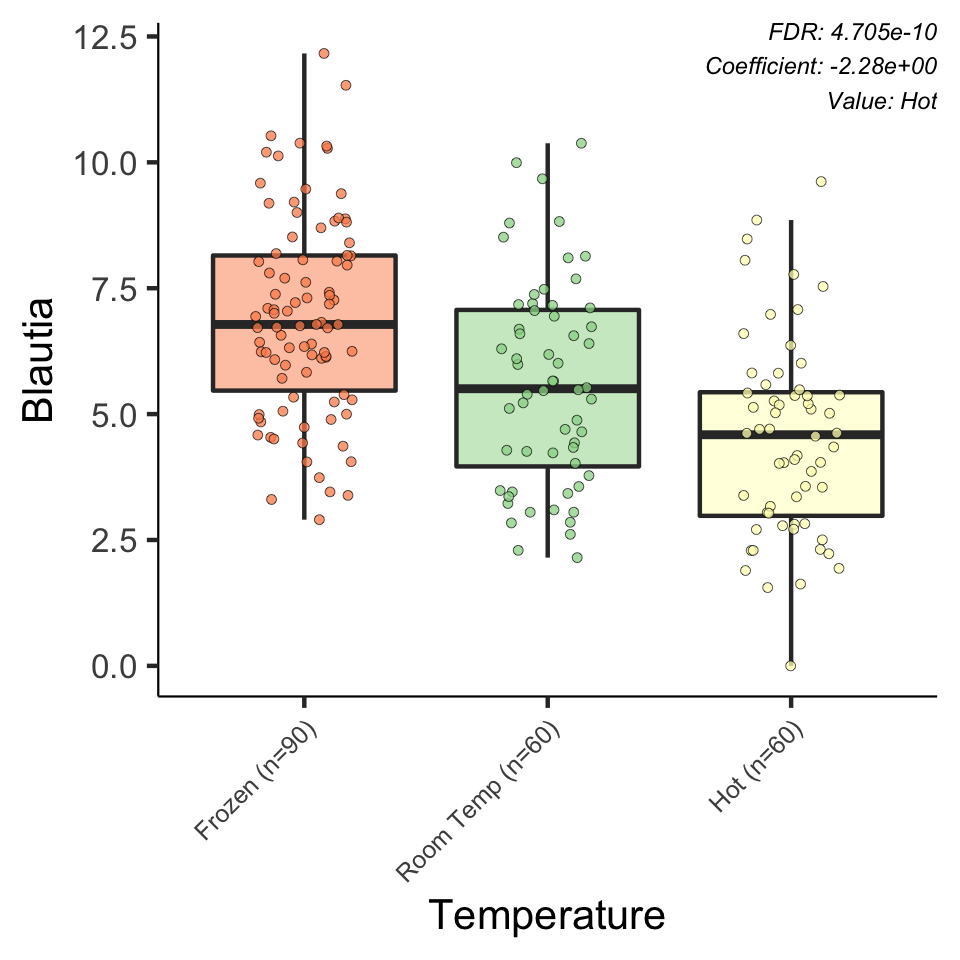 FDR: 4.705e-10
Coefficient: -2.28e+00
Value: Hot
12.5
10.0
7.5
5.0
2.5
0.0
Blautia
Frozen (n=90)
Room Temp (n=60)
Hot (n=60)
Temperature